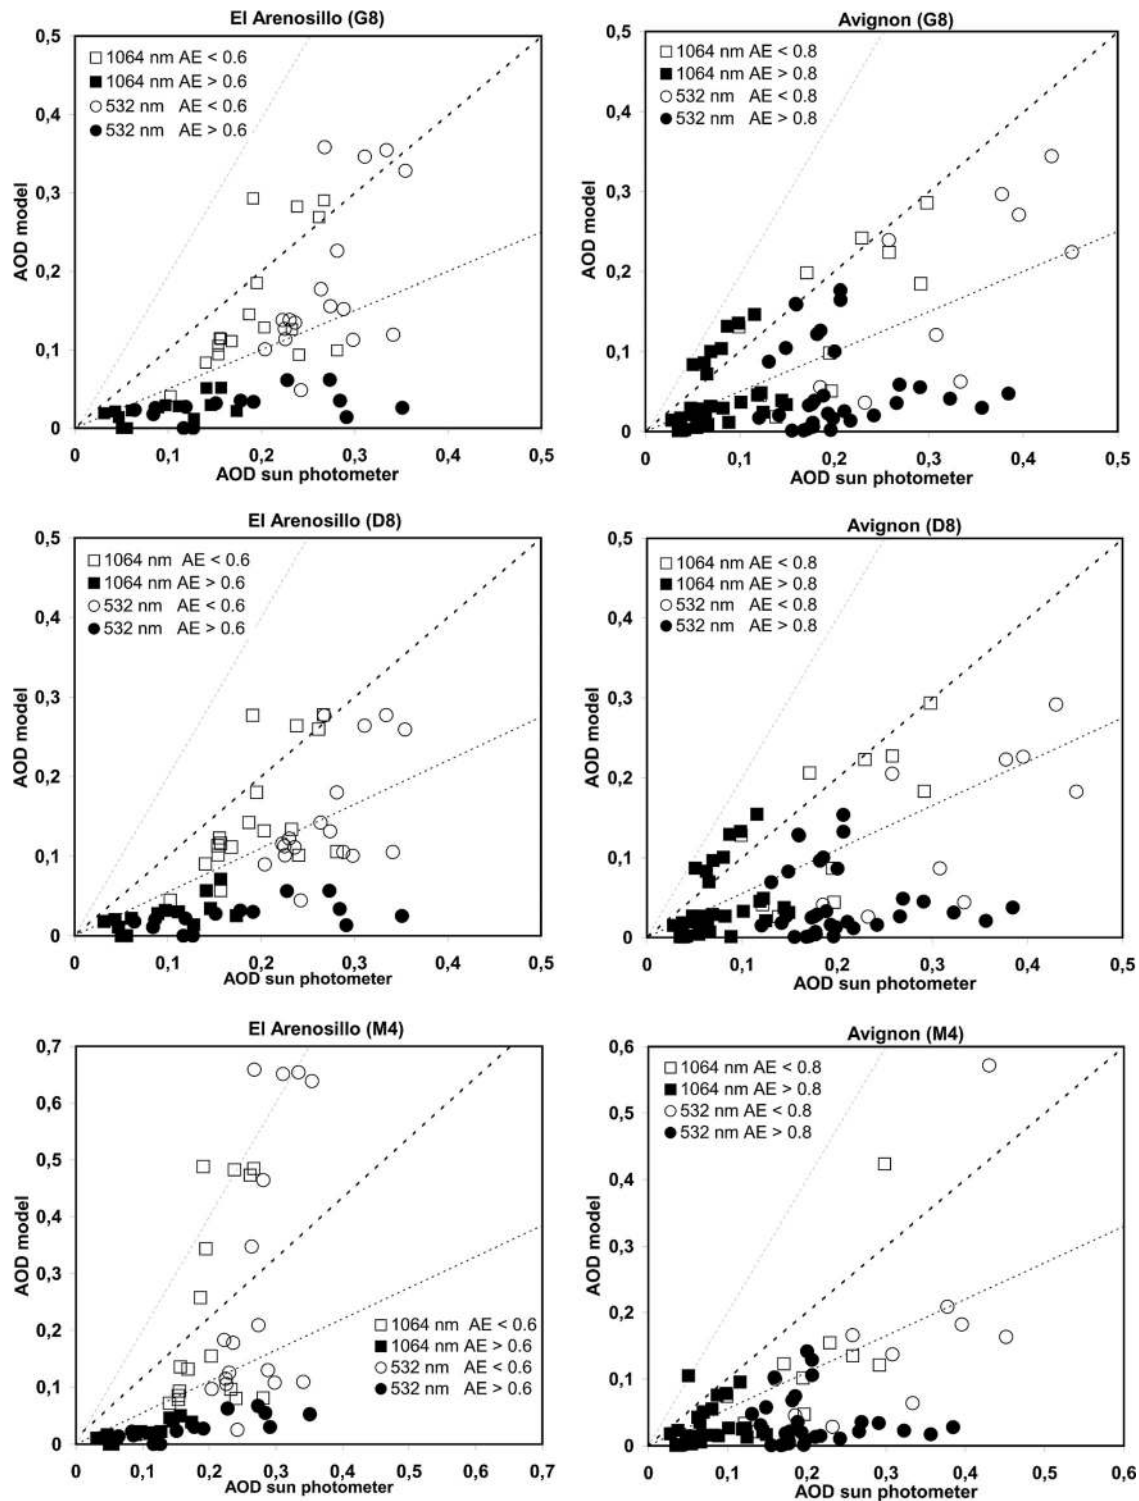 El Arenosillo (G8)
0,5
0,4
0,3
0,2
0,1
0
AOD model
1064 nm AE < 0.6
1064 nm AE > 0.6
532 nm AE < 0.6
532 nm AE > 0.6
0
0,1
0,2
0,3
0,4
0,5
AOD sun photometer
Avignon (G8)
0,5
0,4
0,3
0,2
0,1
0
AOD model
1064 nm AE < 0.8
1064 nm AE > 0.8
532 nm AE < 0.8
532 nm AE > 0.8
0
0,1
0,2
0,3
0,4
0,5
AOD sun photometer
El Arenosillo (D8)
0,5
0,4
0,3
0,2
0,1
0
AOD model
1064 nm AE < 0.6
1064 nm AE > 0.6
532 nm AE < 0.6
532 nm AE > 0.6
0
0,1
0,2
0,3
0,4
0,5
AOD sun photometer
Avignon (D8)
0,5
0,4
0,3
0,2
0,1
0
AOD model
1064 nm AE < 0.8
1064 nm AE > 0.8
532 nm AE < 0.8
532 nm AE > 0.8
0
0,1
0,2
0,3
0,4
0,5
AOD sun photometer
El Arenosillo (M4)
0,7
0,6
0,5
0,4
0,3
0,2
0,1
0
AOD model
1064 nm AE < 0.6
1064 nm AE > 0.6
532 nm AE < 0.6
532 nm AE > 0.6
0
0,1
0,2
0,3
0,4
0,5
0,6
0,7
AOD sun photometer
Avignon (M4)
0,6
0,5
0,4
0,3
0,2
0,1
0
AOD model
1064 nm AE < 0.8
1064 nm AE > 0.8
532 nm AE < 0.8
532 nm AE > 0.8
0
0,1
0,2
0,3
0,4
0,5
0,6
AOD sun photometer